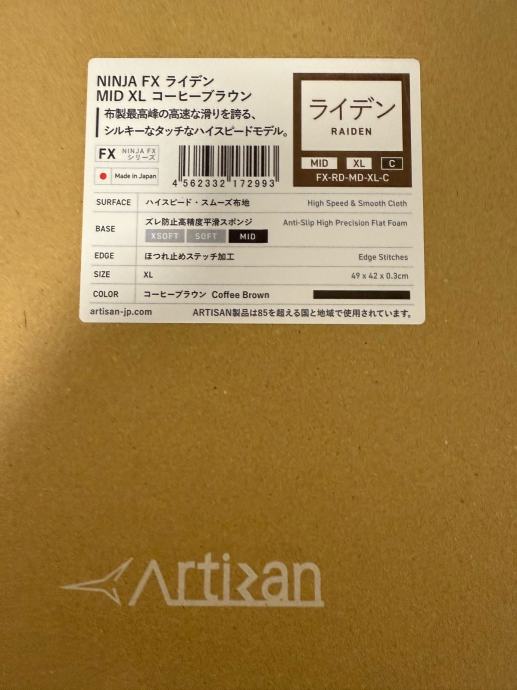 NINJA FX ライデン
MID XL コーヒーブラウン
布製最高峰の高速な滑りを誇る、
シルキーなタッチなハイスピードモデル。
FX NINJA FX シリーズ
Made in Japan
4 562332 172993
ライデン
RAIDEN
MID XL C
FX-RD-MD-XL-C
SURFACE ハイスピード・スムーズ布地 High Speed & Smooth Cloth
BASE ズレ防止高精度平滑スポンジ Anti-Slip High Precision Flat Foam
XSOFT SOFT MID
EDGE ほつれ止めステッチ加工 Edge Stitches
SIZE XL 49 x 42 x 0.3cm
COLOR コーヒーブラウン Coffee Brown
artisan-jp.com ARTISAN製品は85を超える国と地域で使用されています。
Artisan